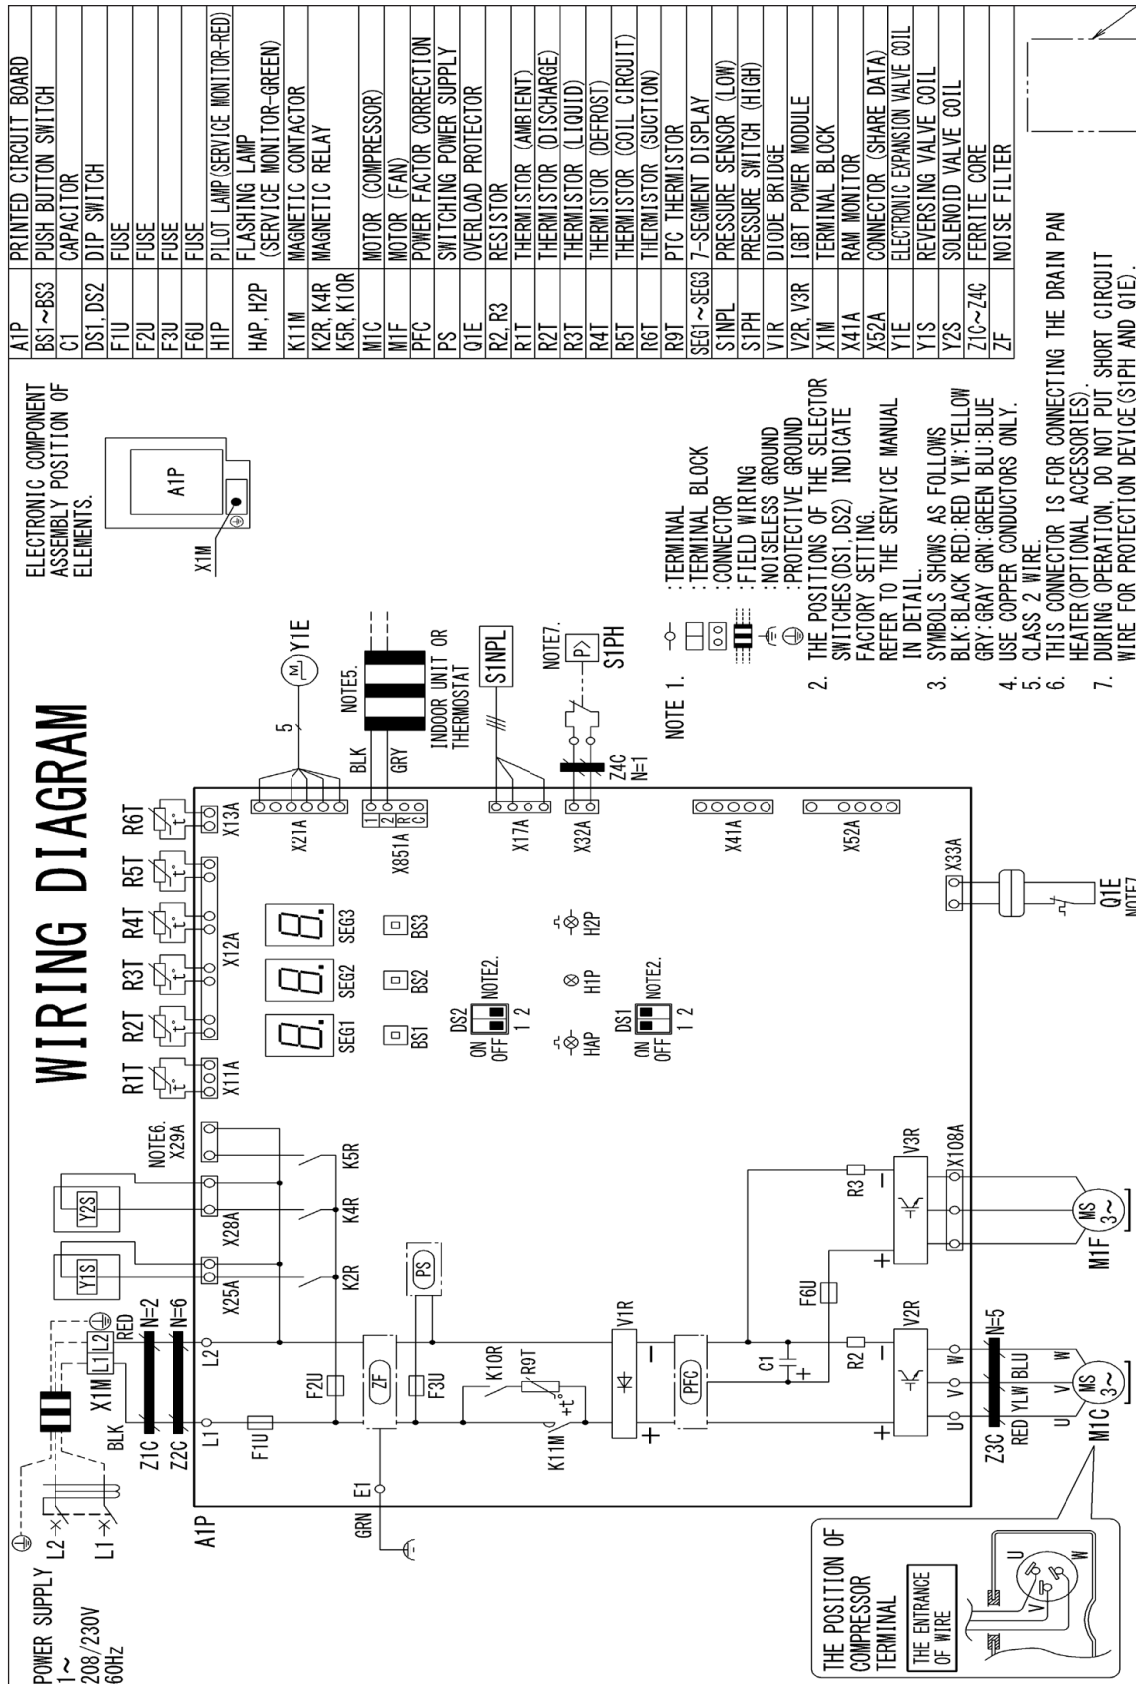 WIRING DIAGRAM
POWER SUPPLY
1~
208/230V
60Hz
L2
L1
X1M
L1 L2
BLK
RED
Z1C
N=2
Z2C
N=6
L1
L2
A1P
F1U
GRN
E1
Y1S
Y2S
X25A
X28A
NOTE6.
X29A
K2R
K4R
K5R
F2U
ZF
PS
F3U
K10R
R9T
+t°
K11M
V1R
+
−
PFC
C1
+
R2
R3
F6U
+
−
V2R
+
−
V3R
U
V
W
X108A
Z3C
N=5
RED
YLW
BLU
U
V
W
MS
3~
M1C
MS
3~
M1F
R1T
R2T
R3T
R4T
R5T
R6T
t°
t°
t°
t°
t°
t°
X11A
X12A
X13A
8.
8.
8.
SEG1
SEG2
SEG3
BS1
BS2
BS3
DS2
ON
OFF
1 2
NOTE2.
HAP
H1P
H2P
DS1
ON
OFF
1 2
NOTE2.
X21A
5
M
Y1E
X851A
1
2
R
C
BLK
GRY
NOTE5.
INDOOR UNIT OR
THERMOSTAT
X17A
S1NPL
X32A
Z4C
N=1
NOTE7.
P>
S1PH
X41A
X52A
X33A
Q1E
NOTE7
THE POSITION OF
COMPRESSOR
TERMINAL
THE ENTRANCE
OF WIRE
U
V
W
ELECTRONIC COMPONENT
ASSEMBLY POSITION OF
ELEMENTS.
A1P
X1M
NOTE 1.
:TERMINAL
:TERMINAL BLOCK
:CONNECTOR
:FIELD WIRING
:NOISELESS GROUND
:PROTECTIVE GROUND
2. THE POSITIONS OF THE SELECTOR
SWITCHES(DS1,DS2) INDICATE
FACTORY SETTING.
REFER TO THE SERVICE MANUAL
IN DETAIL.
3. SYMBOLS SHOWS AS FOLLOWS
BLK:BLACK RED:RED YLW:YELLOW
GRY:GRAY GRN:GREEN BLU:BLUE
4. USE COPPER CONDUCTORS ONLY.
5. CLASS 2 WIRE.
6. THIS CONNECTOR IS FOR CONNECTING THE DRAIN PAN
HEATER(OPTIONAL ACCESSORIES).
7. DURING OPERATION, DO NOT PUT SHORT CIRCUIT
WIRE FOR PROTECTION DEVICE(S1PH AND Q1E).
A1P PRINTED CIRCUIT BOARD
BS1~BS3 PUSH BUTTON SWITCH
C1 CAPACITOR
DS1, DS2 DIP SWITCH
F1U FUSE
F2U FUSE
F3U FUSE
F6U FUSE
H1P PILOT LAMP(SERVICE MONITOR-RED)
HAP, H2P FLASHING LAMP
(SERVICE MONITOR-GREEN)
K11M MAGNETIC CONTACTOR
K2R, K4R MAGNETIC RELAY
K5R, K10R
M1C MOTOR (COMPRESSOR)
M1F MOTOR (FAN)
PFC POWER FACTOR CORRECTION
PS SWITCHING POWER SUPPLY
Q1E OVERLOAD PROTECTOR
R2, R3 RESISTOR
R1T THERMISTOR (AMBIENT)
R2T THERMISTOR (DISCHARGE)
R3T THERMISTOR (LIQUID)
R4T THERMISTOR (DEFROST)
R5T THERMISTOR (COIL CIRCUIT)
R6T THERMISTOR (SUCTION)
R9T PTC THERMISTOR
SEG1~SEG3 7-SEGMENT DISPLAY
S1NPL PRESSURE SENSOR (LOW)
S1PH PRESSURE SWITCH (HIGH)
V1R DIODE BRIDGE
V2R, V3R IGBT POWER MODULE
X1M TERMINAL BLOCK
X41A RAM MONITOR
X52A CONNECTOR (SHARE DATA)
Y1E ELECTRONIC EXPANSION VALVE COIL
Y1S REVERSING VALVE COIL
Y2S SOLENOID VALVE COIL
Z1C~Z4C FERRITE CORE
ZF NOISE FILTER